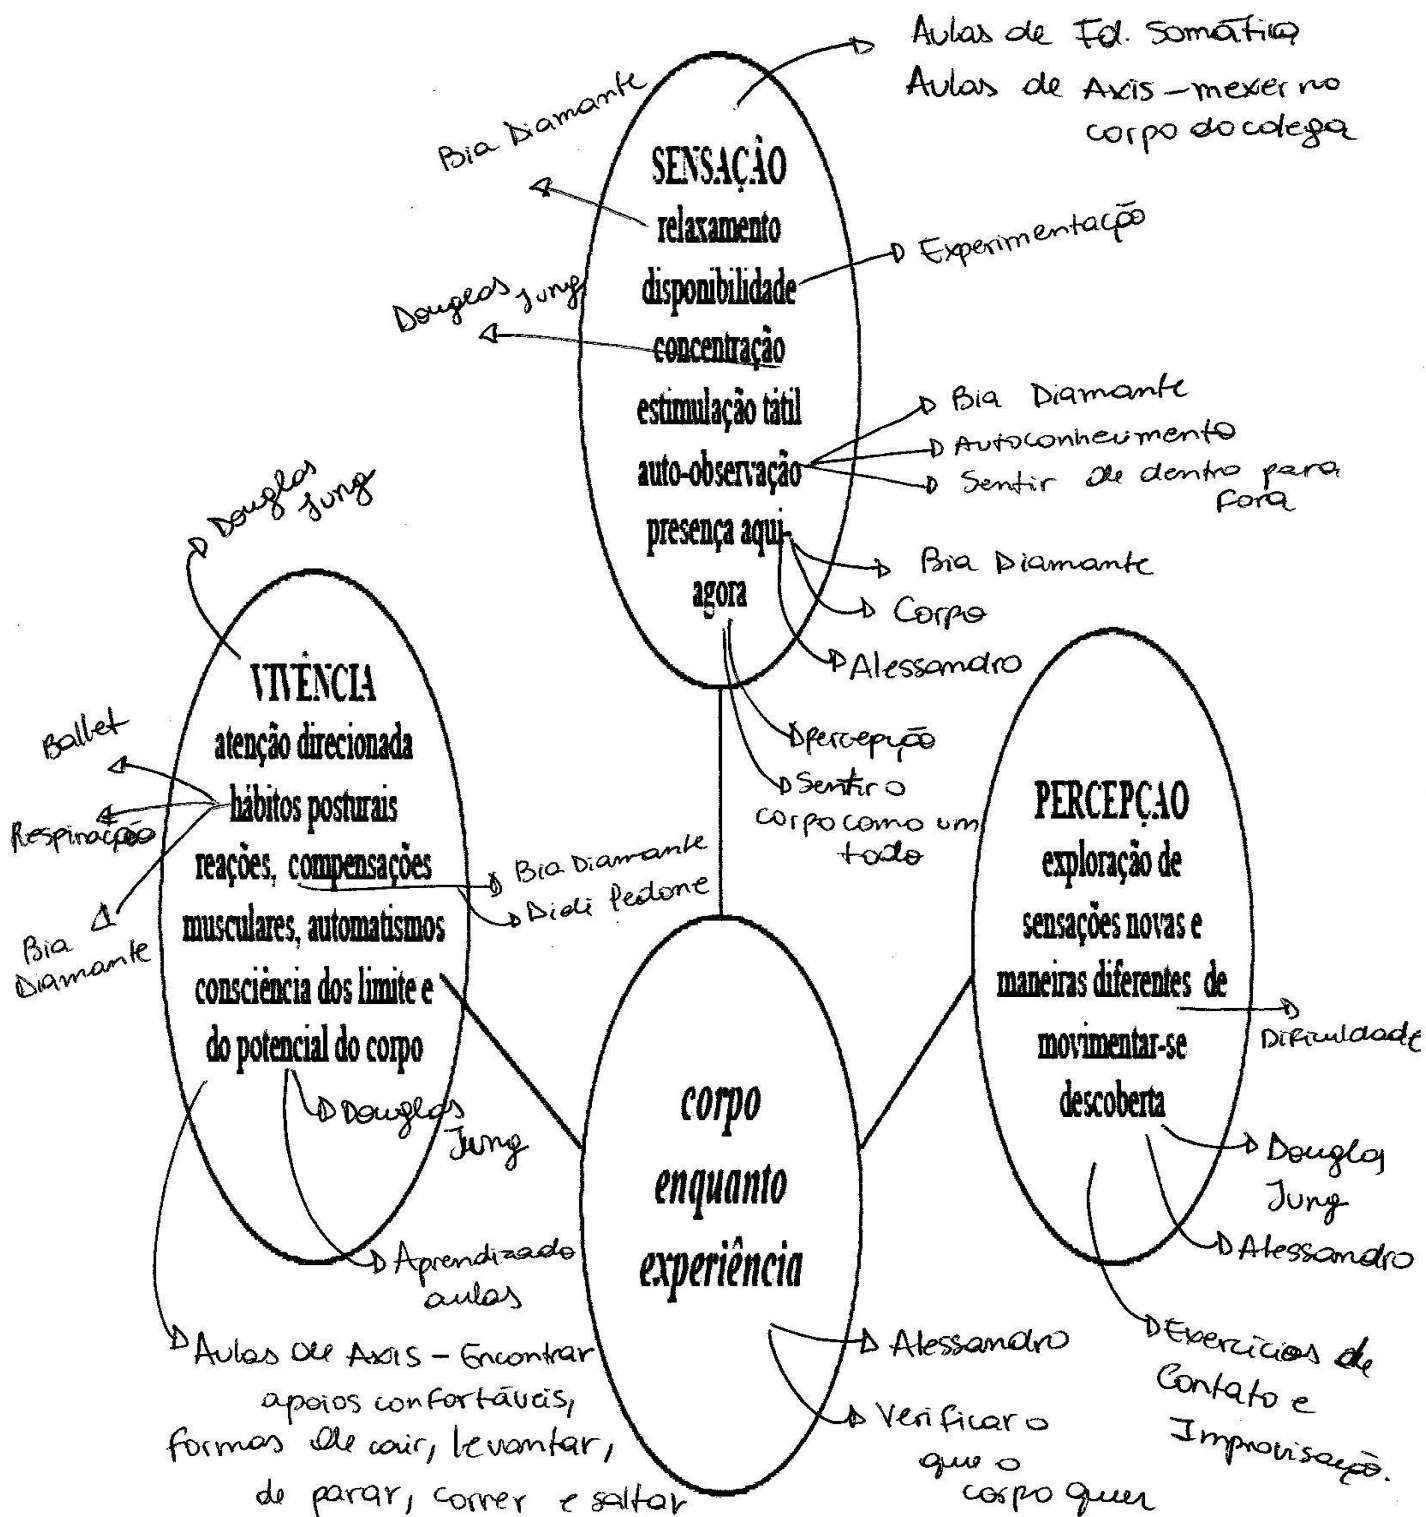 Aulas de Ed. Somática
Aulas de Axis – mexer no
corpo do colega
Bia Diamante
SENSAÇÃO
relaxamento
disponibilidade
concentração
estimulação tátil
auto-observação
presença aqui-
agora
Experimentação
Douglas Jung
Bia Diamante
Autoconhecimento
Sentir de dentro para
fora
Bia Diamante
Corpo
Alessandro
percepção
Sentir o
corpo como um
todo
Douglas
Jung
VIVÊNCIA
atenção direcionada
hábitos posturais
reações, compensações
musculares, automatismos
consciência dos limite e
do potencial do corpo
Ballet
Respiração
Bia
Diamante
Bia Diamante
Didi Pedone
Douglas
Jung
Aprendizado
aulas
Aulas de Axis – Encontrar
apoios confortáveis,
formas de cair, levantar,
de parar, correr e saltar
PERCEPÇAO
exploração de
sensações novas e
maneiras diferentes de
movimentar-se
descoberta
Dificuldade
Douglas
Jung
Alessandro
Exercícios de
Contato e
Improvisação.
corpo
enquanto
experiência
Alessandro
Verificar o
que o
corpo quer